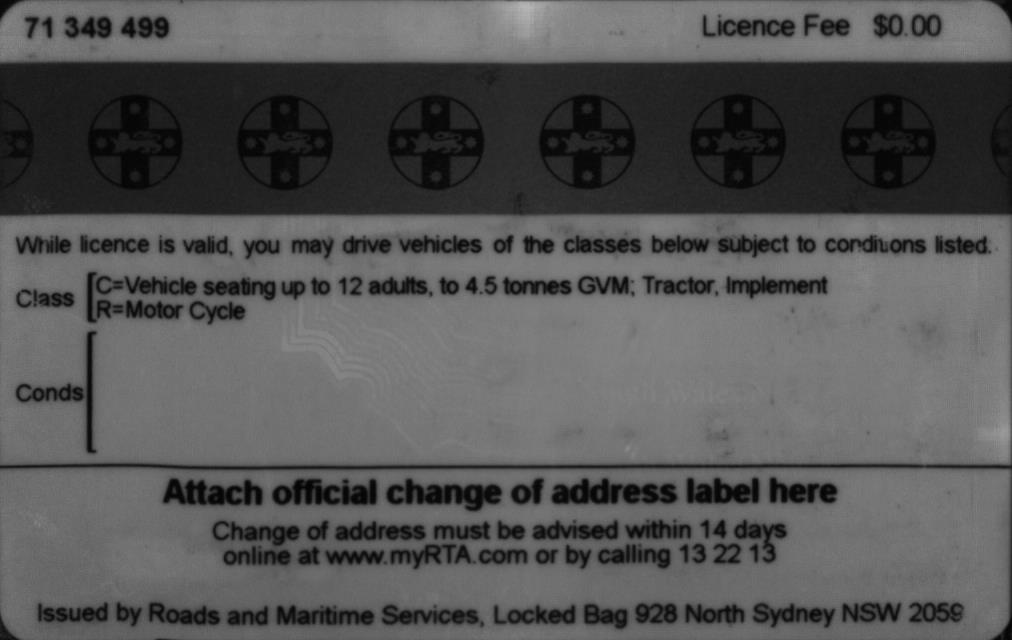 71 349 499
Licence Fee $0.00
While licence is valid, you may drive vehicles of the classes below subject to conditions listed.
Class
C=Vehicle seating up to 12 adults, to 4.5 tonnes GVM; Tractor, Implement
R=Motor Cycle
Conds
Attach official change of address label here
Change of address must be advised within 14 days
online at www.myRTA.com or by calling 13 22 13
Issued by Roads and Maritime Services, Locked Bag 928 North Sydney NSW 2059